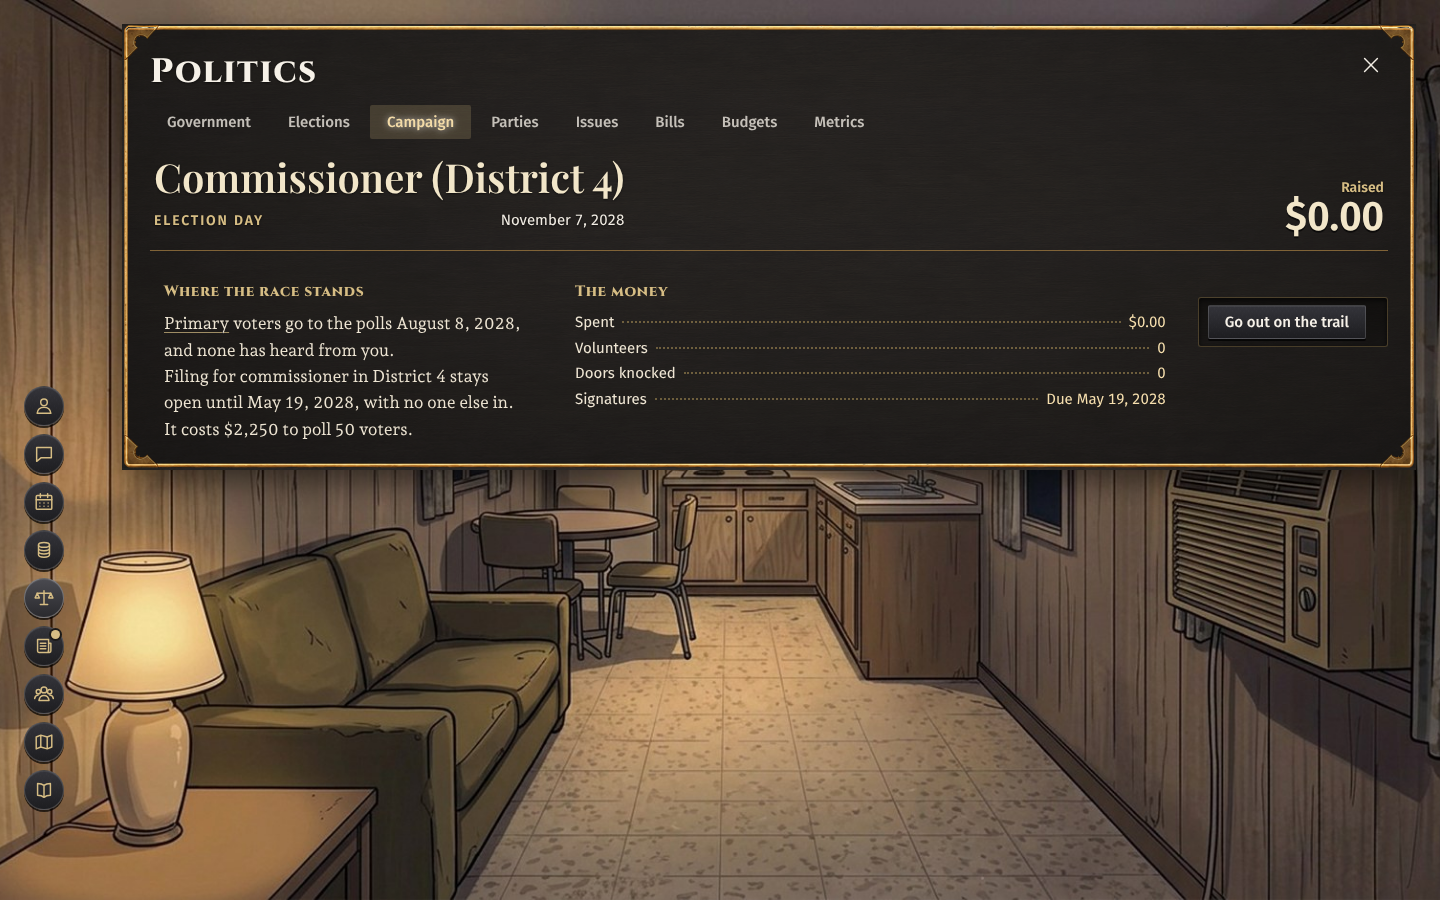 Politics
Government Elections Campaign Parties Issues Bills Budgets Metrics
Commissioner (District 4)
ELECTION DAY November 7, 2028
Raised
$0.00
Where the race stands
Primary voters go to the polls August 8, 2028,
and none has heard from you.
Filing for commissioner in District 4 stays
open until May 19, 2028, with no one else in.
It costs $2,250 to poll 50 voters.
The money
Spent $0.00
Volunteers 0
Doors knocked 0
Signatures Due May 19, 2028
Go out on the trail